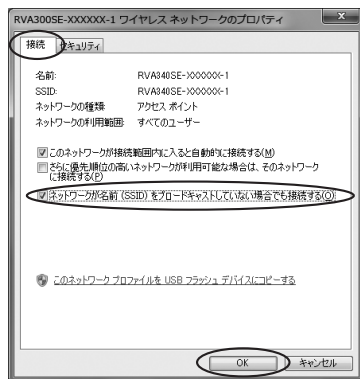 RVA300SE-XXXXXX-1 ワイヤレス ネットワークのプロパティ
接続 セキュリティ
名前: RVA340SE-XXXXXX-1
SSID: RVA340SE-XXXXXX-1
ネットワークの種類: アクセス ポイント
ネットワークの利用範囲: すべてのユーザー
このネットワークが接続範囲内に入ると自動的に接続する(M)
さらに優先順位の高いネットワークが利用可能な場合は、そのネットワーク
に接続する(P)
ネットワークが名前 (SSID) をブロードキャストしていない場合でも接続する(O)
このネットワーク プロファイルを USB フラッシュ デバイスにコピーする
OK キャンセル